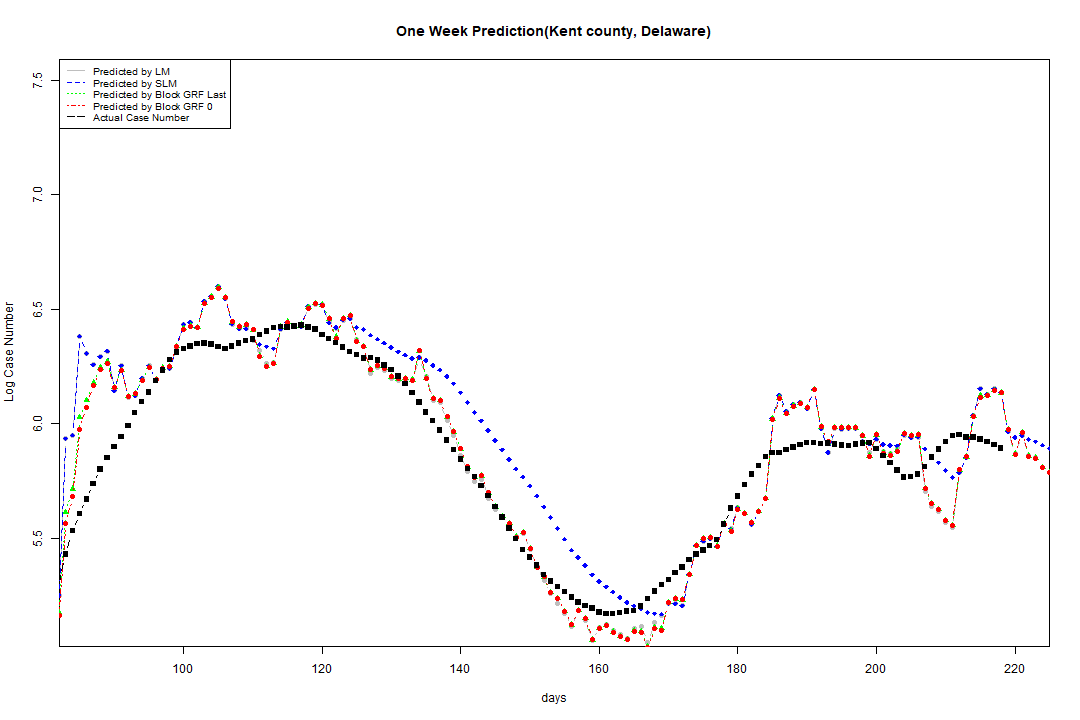 One Week Prediction(Kent county, Delaware)
Predicted by LM
Predicted by SLM
Predicted by Block GRF Last
Predicted by Block GRF 0
Actual Case Number
7.5
7.0
6.5
6.0
5.5
Log Case Number
100 120 140 160 180 200 220
days